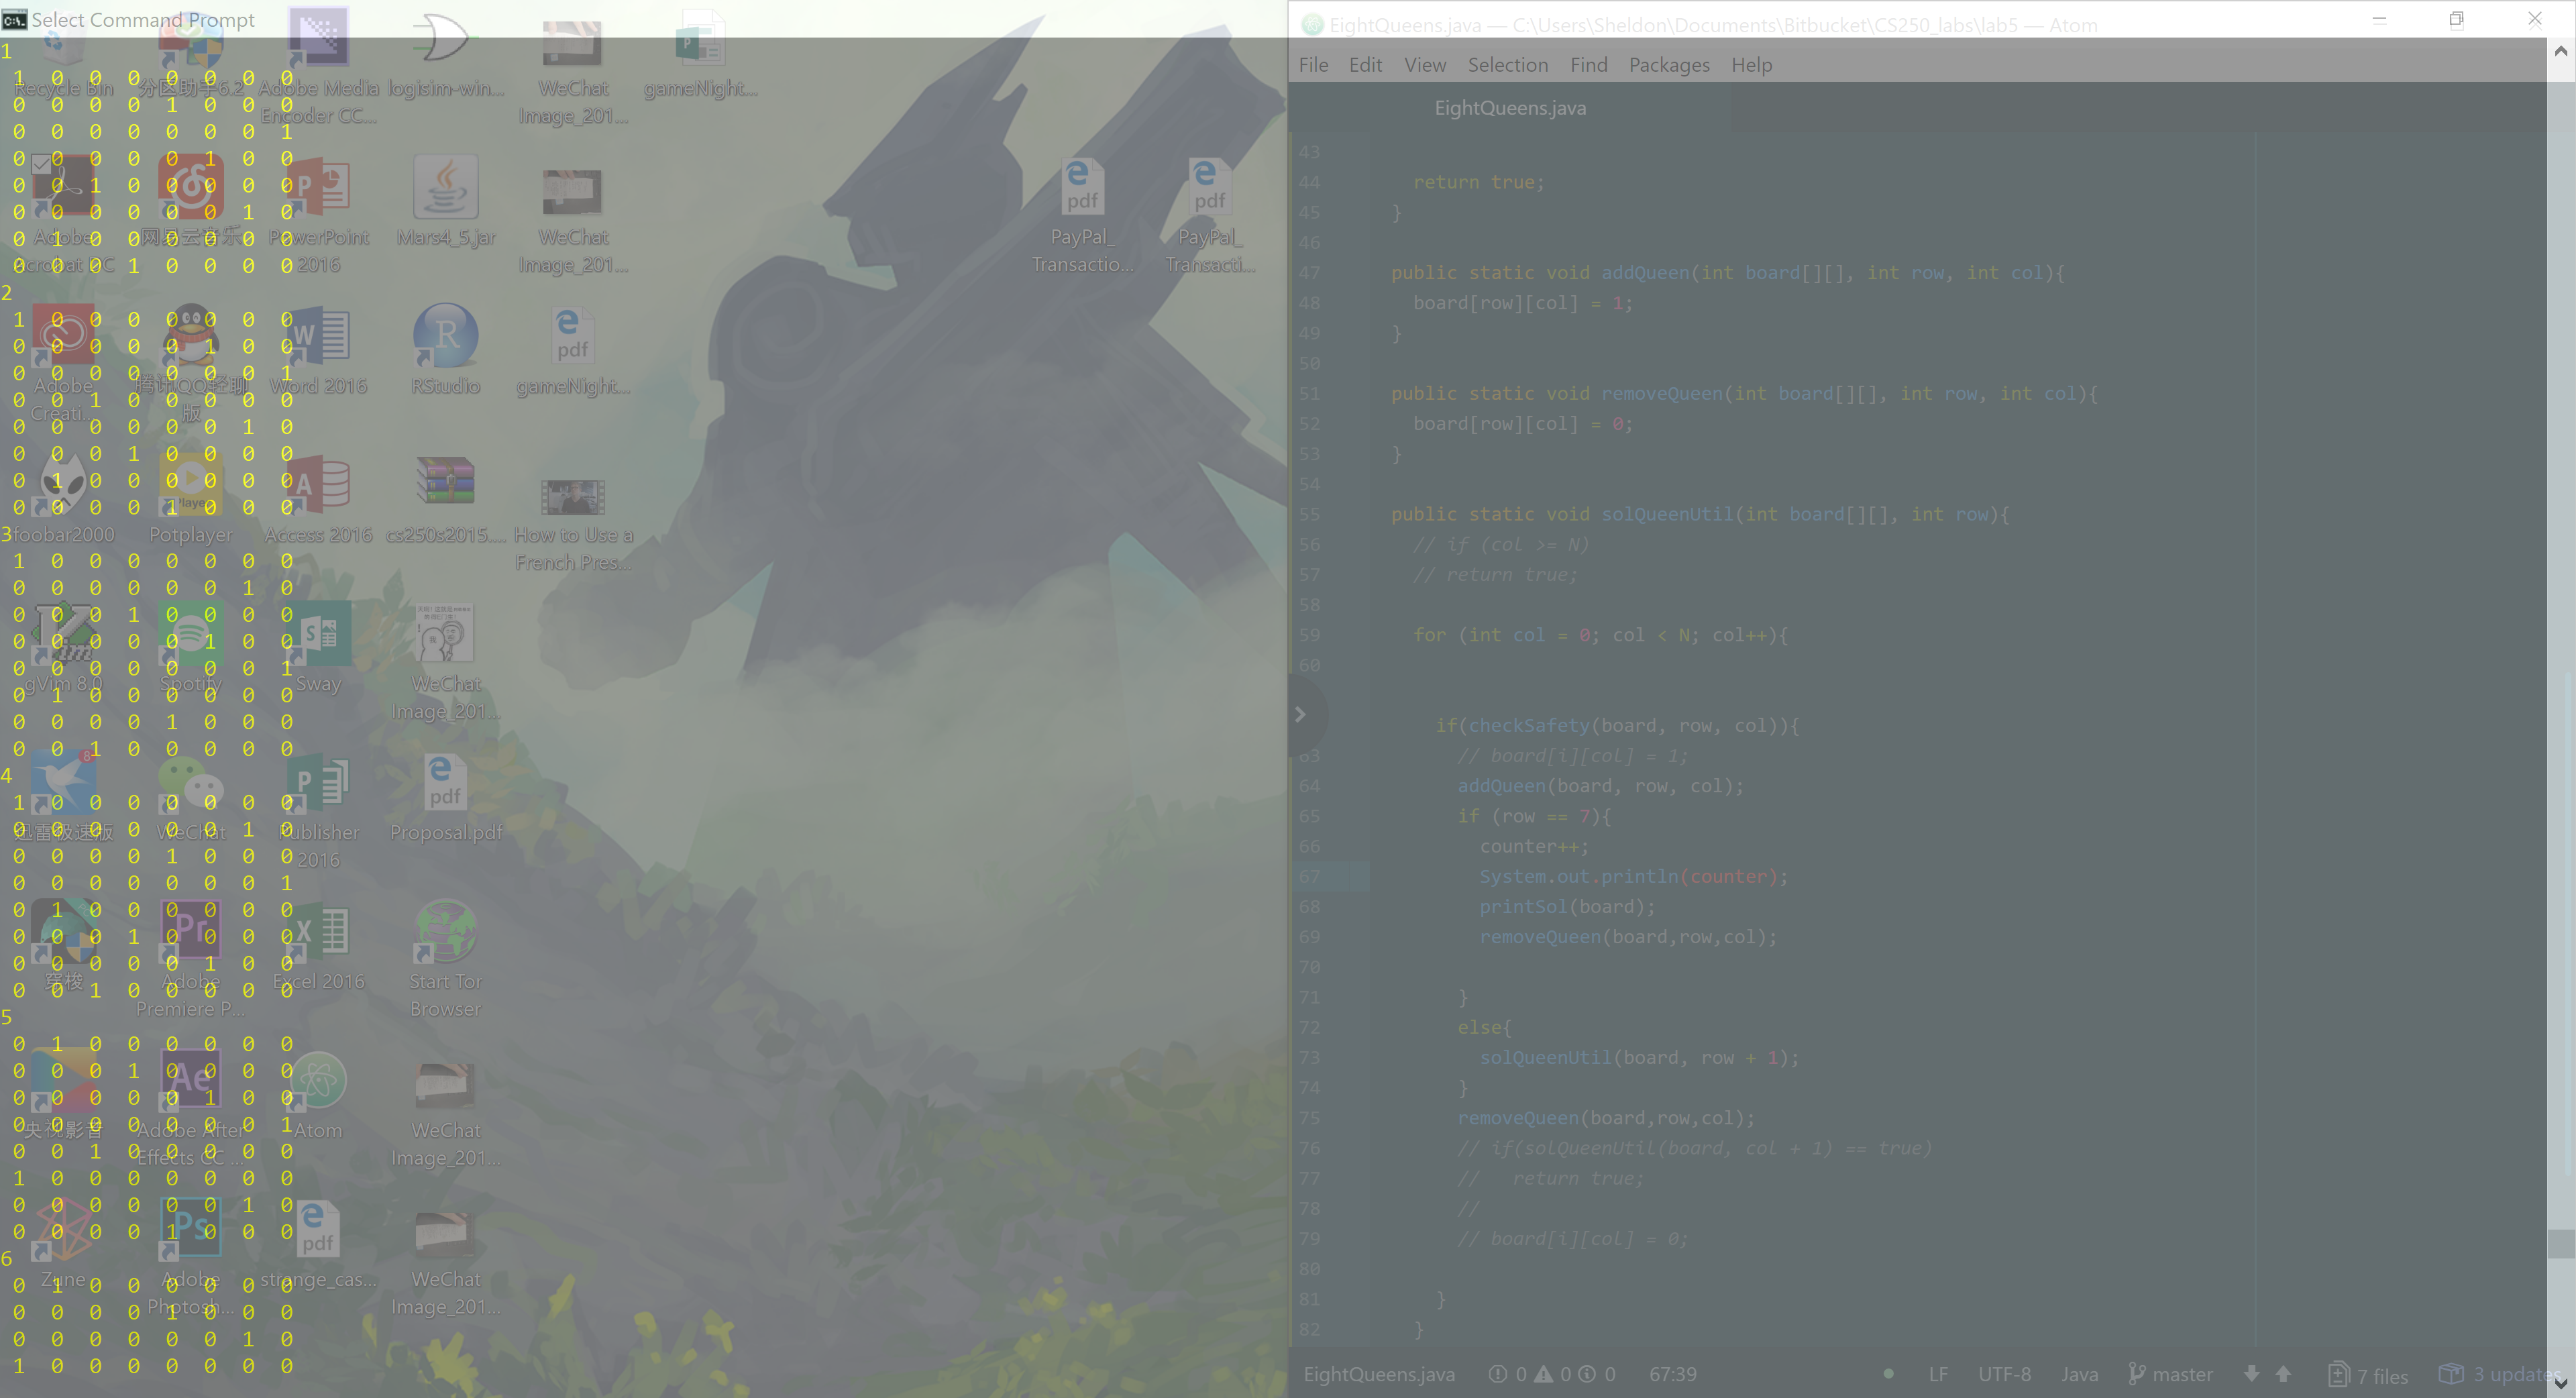 Select Command Prompt
1
1 0 0 0 0 0 0 0
0 0 0 0 1 0 0 0
0 0 0 0 0 0 0 1
0 0 0 0 0 1 0 0
0 0 1 0 0 0 0 0
0 0 0 0 0 0 1 0
0 1 0 0 0 0 0 0
0 0 0 1 0 0 0 0
2
1 0 0 0 0 0 0 0
0 0 0 0 0 1 0 0
0 0 0 0 0 0 0 1
0 0 1 0 0 0 0 0
0 0 0 0 0 0 1 0
0 0 0 1 0 0 0 0
0 1 0 0 0 0 0 0
0 0 0 0 1 0 0 0
3
1 0 0 0 0 0 0 0
0 0 0 0 0 0 1 0
0 0 0 1 0 0 0 0
0 0 0 0 0 1 0 0
0 0 0 0 0 0 0 1
0 1 0 0 0 0 0 0
0 0 0 0 1 0 0 0
0 0 1 0 0 0 0 0
4
1 0 0 0 0 0 0 0
0 0 0 0 0 0 1 0
0 0 0 0 1 0 0 0
0 0 0 0 0 0 0 1
0 1 0 0 0 0 0 0
0 0 0 1 0 0 0 0
0 0 0 0 0 1 0 0
0 0 1 0 0 0 0 0
5
0 1 0 0 0 0 0 0
0 0 0 1 0 0 0 0
0 0 0 0 0 1 0 0
0 0 0 0 0 0 0 1
0 0 1 0 0 0 0 0
1 0 0 0 0 0 0 0
0 0 0 0 0 0 1 0
0 0 0 0 1 0 0 0
6
0 1 0 0 0 0 0 0
0 0 0 0 1 0 0 0
0 0 0 0 0 0 1 0
1 0 0 0 0 0 0 0
Recycle Bin
分区助手6.2
Adobe Media
Encoder CC...
logisim-win...
WeChat
Image_201...
gameNight...
Adobe
Acrobat DC
网易云音乐
PowerPoint
2016
Mars4_5.jar
WeChat
Image_201...
PayPal_
Transactio...
PayPal_
Transacti...
Adobe
Creati...
腾讯QQ轻聊
版
Word 2016
RStudio
gameNight...
foobar2000
Potplayer
Access 2016
cs250s2015....
How to Use a
French Pres...
gVim 8.0
Spotify
Sway
WeChat
Image_201...
迅雷极速版
WeChat
Publisher
2016
Proposal.pdf
穿梭
Adobe
Premiere P...
Excel 2016
Start Tor
Browser
央视影音
Adobe After
Effects CC ...
Atom
WeChat
Image_201...
Zune
Adobe
Photosh...
strange_cas...
WeChat
Image_201...
EightQueens.java — C:\Users\Sheldon\Documents\Bitbucket\CS250_labs\lab5 — Atom
File Edit View Selection Find Packages Help
EightQueens.java
43
44 return true;
45 }
46
47 public static void addQueen(int board[][], int row, int col){
48 board[row][col] = 1;
49 }
50
51 public static void removeQueen(int board[][], int row, int col){
52 board[row][col] = 0;
53 }
54
55 public static void solQueenUtil(int board[][], int row){
56 // if (col >= N)
57 // return true;
58
59 for (int col = 0; col < N; col++){
60
if(checkSafety(board, row, col)){
63 // board[i][col] = 1;
64 addQueen(board, row, col);
65 if (row == 7){
66 counter++;
67 System.out.println(counter);
68 printSol(board);
69 removeQueen(board,row,col);
70
71 }
72 else{
73 solQueenUtil(board, row + 1);
74 }
75 removeQueen(board,row,col);
76 // if(solQueenUtil(board, col + 1) == true)
77 // return true;
78 //
79 // board[i][col] = 0;
80
81 }
82 }
EightQueens.java 0 0 0 67:39 LF UTF-8 Java master 7 files 3 updates